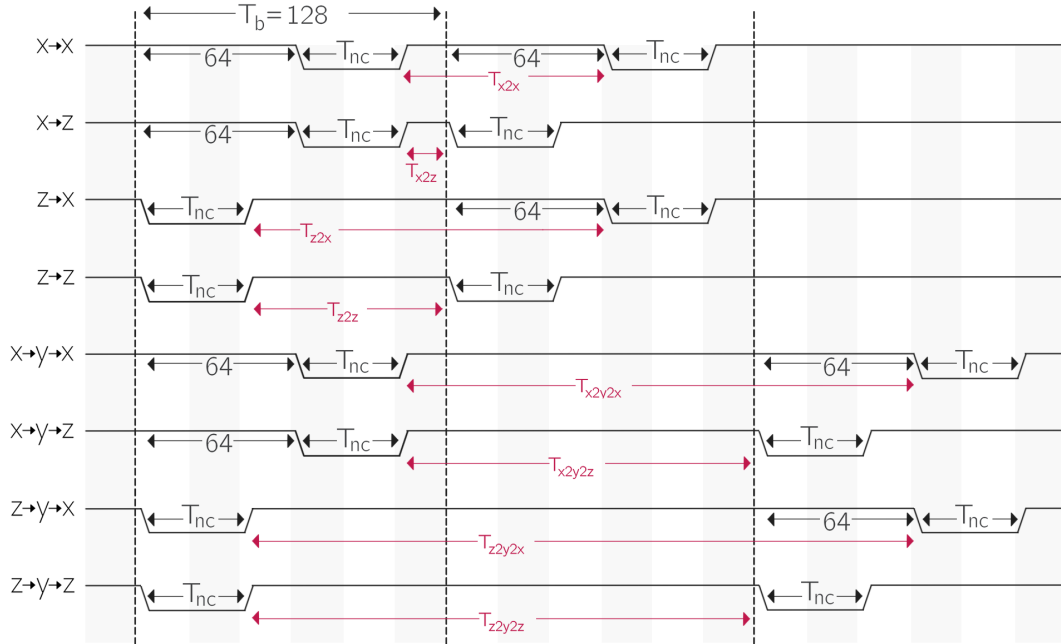 T_b = 128
X→X 64 T_nc 64 T_nc
T_x2x
X→Z 64 T_nc T_nc
T_x2z
Z→X T_nc 64 T_nc
T_z2x
Z→Z T_nc T_nc
T_z2z
X→y→X 64 T_nc 64 T_nc
T_x2y2x
X→y→Z 64 T_nc T_nc
T_x2y2z
Z→y→X T_nc 64 T_nc
T_z2y2x
Z→y→Z T_nc T_nc
T_z2y2z